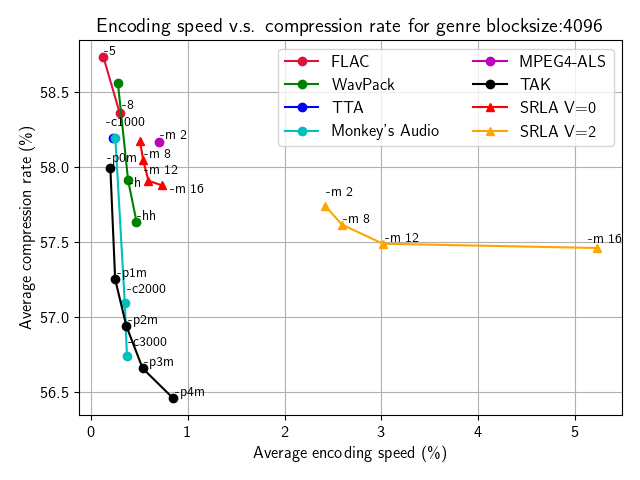 Encoding speed v.s. compression rate for genre blocksize:4096
Average compression rate (%)
58.5
58.0
57.5
57.0
56.5
FLAC
WavPack
TTA
Monkey's Audio
MPEG4-ALS
TAK
SRLA V=0
SRLA V=2
-5
-8
-c1000
-m 2
-m 8
-p0m
-m 12
-h
-m 16
-hh
-m 2
-m 8
-m 12
-m 16
-p1m
-c2000
-p2m
-c3000
-p3m
-p4m
0
1
2
3
4
5
Average encoding speed (%)